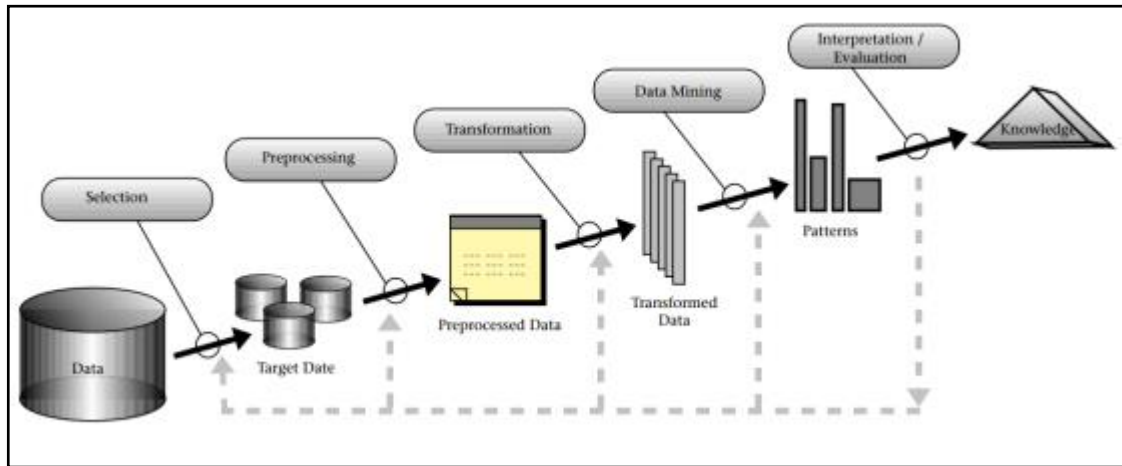 Interpretation /
Evaluation
Data Mining
Knowledge
Transformation
Preprocessing
Selection
Patterns
Transformed
Data
Preprocessed Data
Target Date
Data